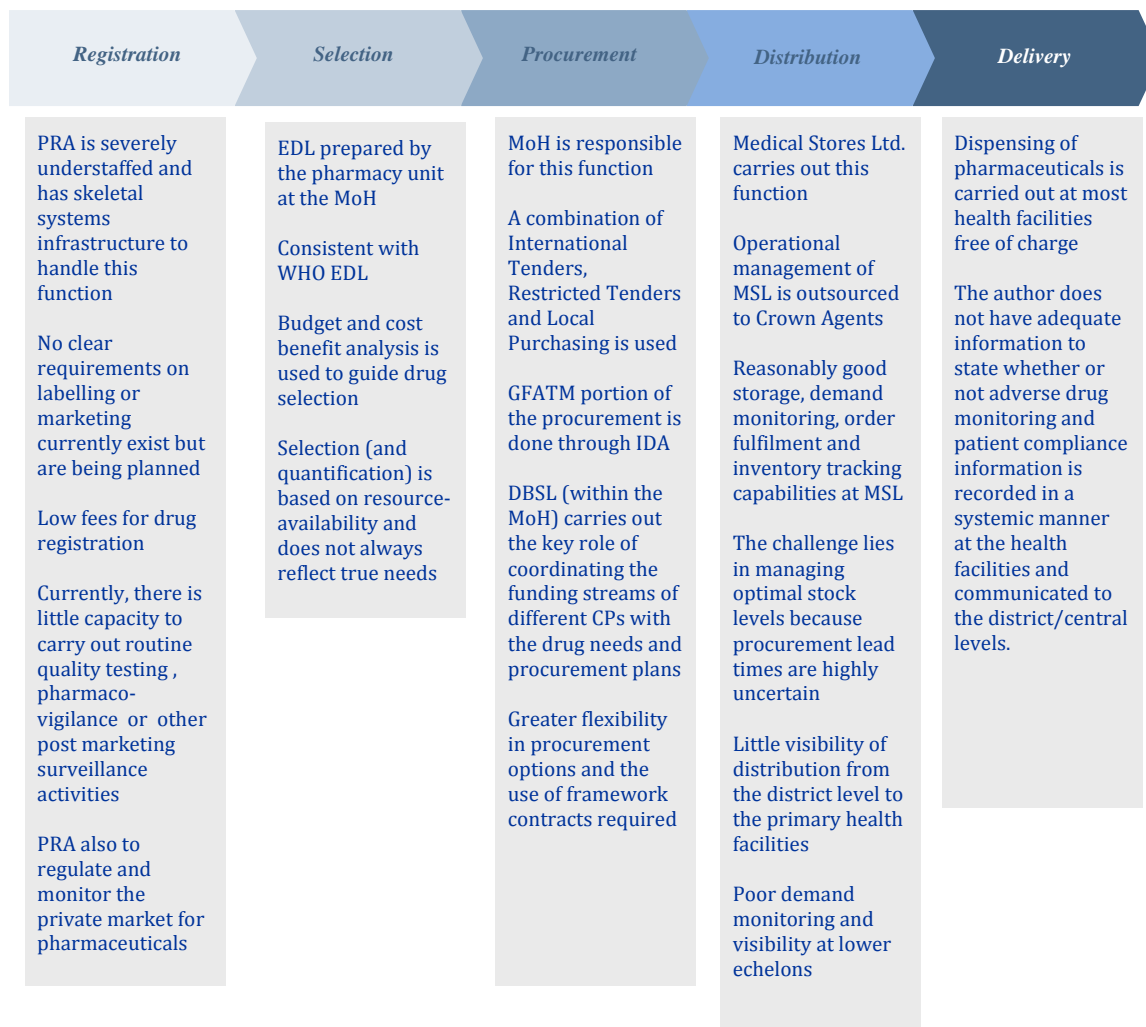 Registration
Selection
Procurement
Distribution
Delivery
PRA is severely
understaffed and
has skeletal
systems
infrastructure to
handle this
function
No clear
requirements on
labelling or
marketing
currently exist but
are being planned
Low fees for drug
registration
Currently, there is
little capacity to
carry out routine
quality testing ,
pharmaco-
vigilance or other
post marketing
surveillance
activities
PRA also to
regulate and
monitor the
private market for
pharmaceuticals
EDL prepared by
the pharmacy unit
at the MoH
Consistent with
WHO EDL
Budget and cost
benefit analysis is
used to guide drug
selection
Selection (and
quantification) is
based on resource-
availability and
does not always
reflect true needs
MoH is responsible
for this function
A combination of
International
Tenders,
Restricted Tenders
and Local
Purchasing is used
GFATM portion of
the procurement is
done through IDA
DBSL (within the
MoH) carries out
the key role of
coordinating the
funding streams of
different CPs with
the drug needs and
procurement plans
Greater flexibility
in procurement
options and the
use of framework
contracts required
Medical Stores Ltd.
carries out this
function
Operational
management of
MSL is outsourced
to Crown Agents
Reasonably good
storage, demand
monitoring, order
fulfilment and
inventory tracking
capabilities at MSL
The challenge lies
in managing
optimal stock
levels because
procurement lead
times are highly
uncertain
Little visibility of
distribution from
the district level to
the primary health
facilities
Poor demand
monitoring and
visibility at lower
echelons
Dispensing of
pharmaceuticals is
carried out at most
health facilities
free of charge
The author does
not have adequate
information to
state whether or
not adverse drug
monitoring and
patient compliance
information is
recorded in a
systemic manner
at the health
facilities and
communicated to
the district/central
levels.